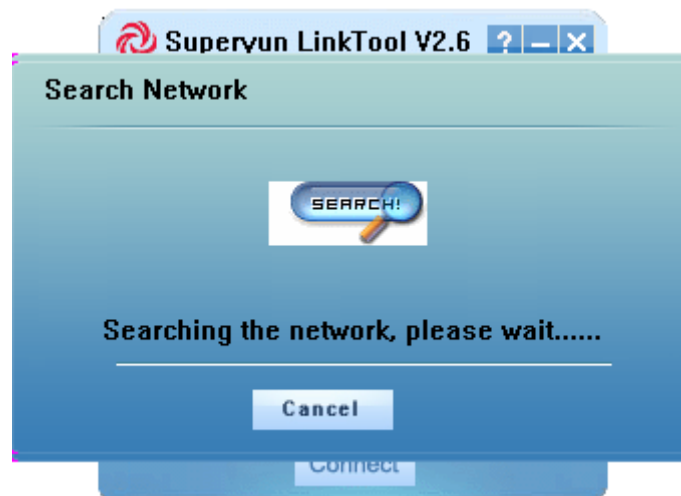 Superyun LinkTool V2.6 ? – ×
Search Network
SEARCH!
Searching the network, please wait......
Cancel
Connect